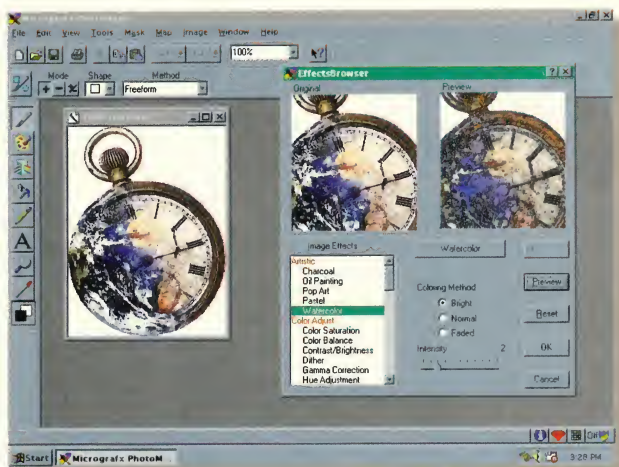 File Edit View Tools Mask Map Image Window Help
100%
Mode Shape Method
Freeform
EffectsBrowser
Original Preview
Image Effects
Artistic
Charcoal
Oil Painting
Pop Art
Pastel
Watercolor
Color Adjust
Color Saturation
Color Balance
Contrast/Brightness
Dither
Gamma Correction
Hue Adjustment
Watercolor
Coloring Method
Bright
Normal
Faded
Intensity 2
Preview
Reset
OK
Cancel
Start Micrografx PhotoM
3:28 PM